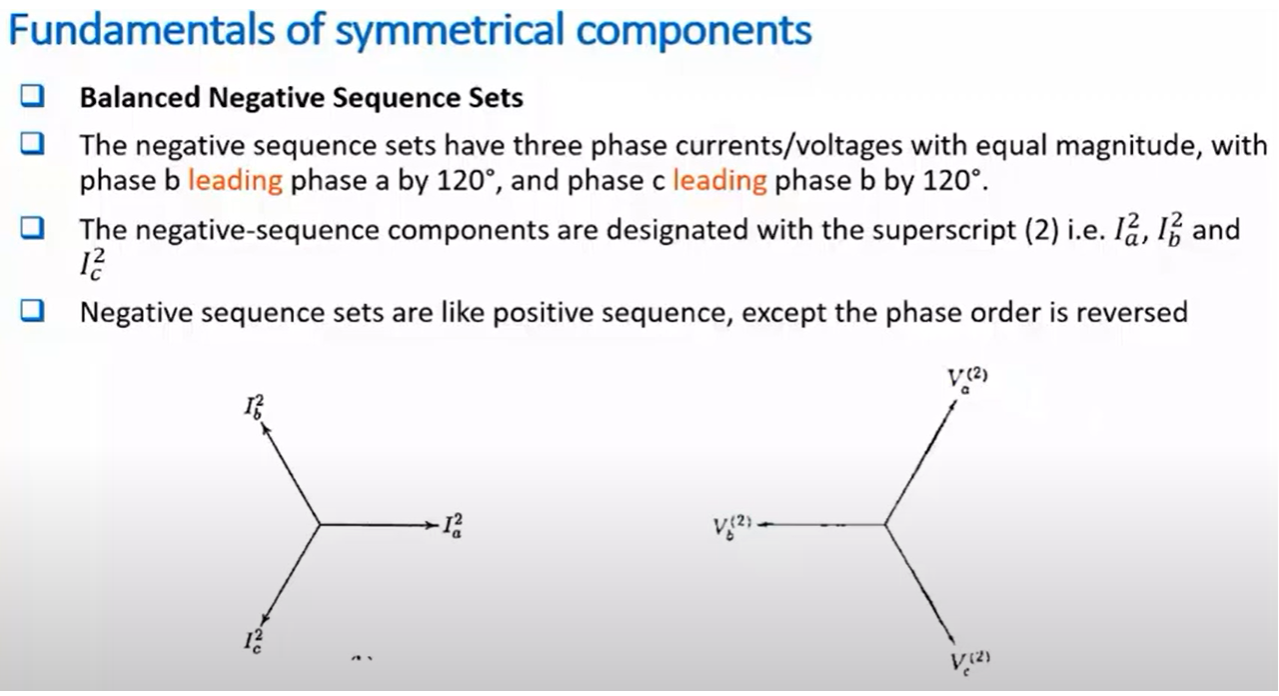 Fundamentals of symmetrical components
Balanced Negative Sequence Sets
The negative sequence sets have three phase currents/voltages with equal magnitude, with
phase b leading phase a by 120°, and phase c leading phase b by 120°.
The negative-sequence components are designated with the superscript (2) i.e. I_a^2, I_b^2 and
I_c^2
Negative sequence sets are like positive sequence, except the phase order is reversed
V_a^(2)
I_b^2
I_a^2
V_b^(2)
I_c^2
V_c^(2)